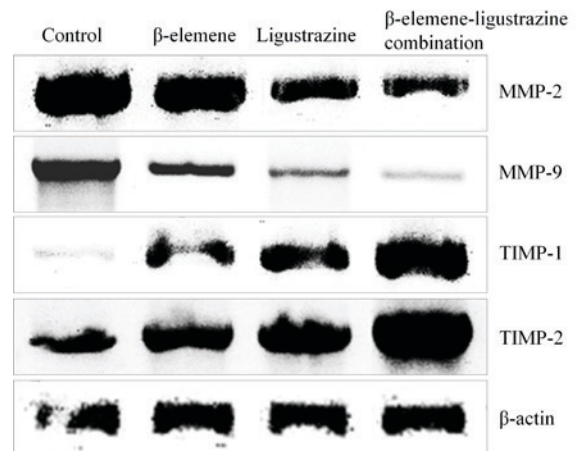 Control
β-elemene
Ligustrazine
β-elemene-ligustrazine
combination
MMP-2
MMP-9
TIMP-1
TIMP-2
β-actin